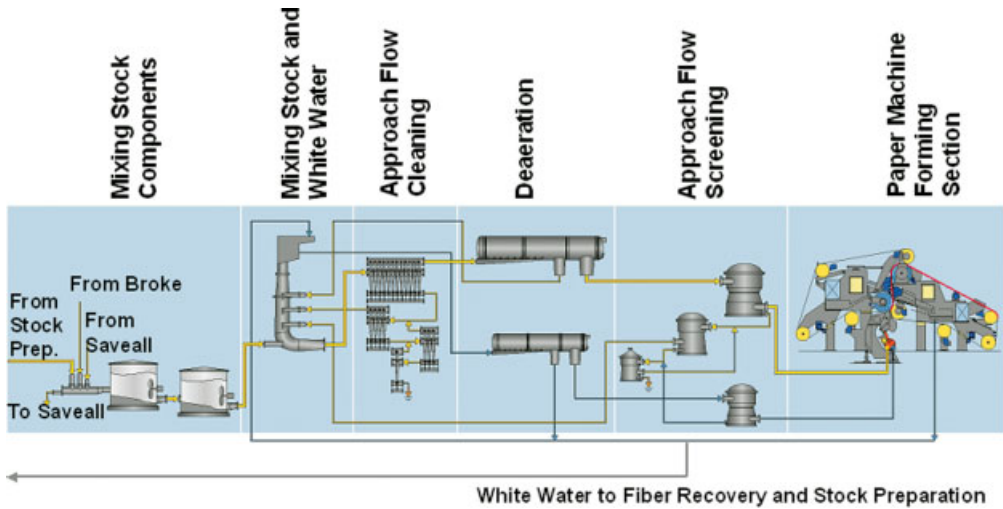 Mixing Stock
Components
Mixing Stock and
White Water
Approach Flow
Cleaning
Deaeration
Approach Flow
Screening
Paper Machine
Forming
Section
From Broke
From
Stock
Prep.
From
Saveall
To Saveall
White Water to Fiber Recovery and Stock Preparation